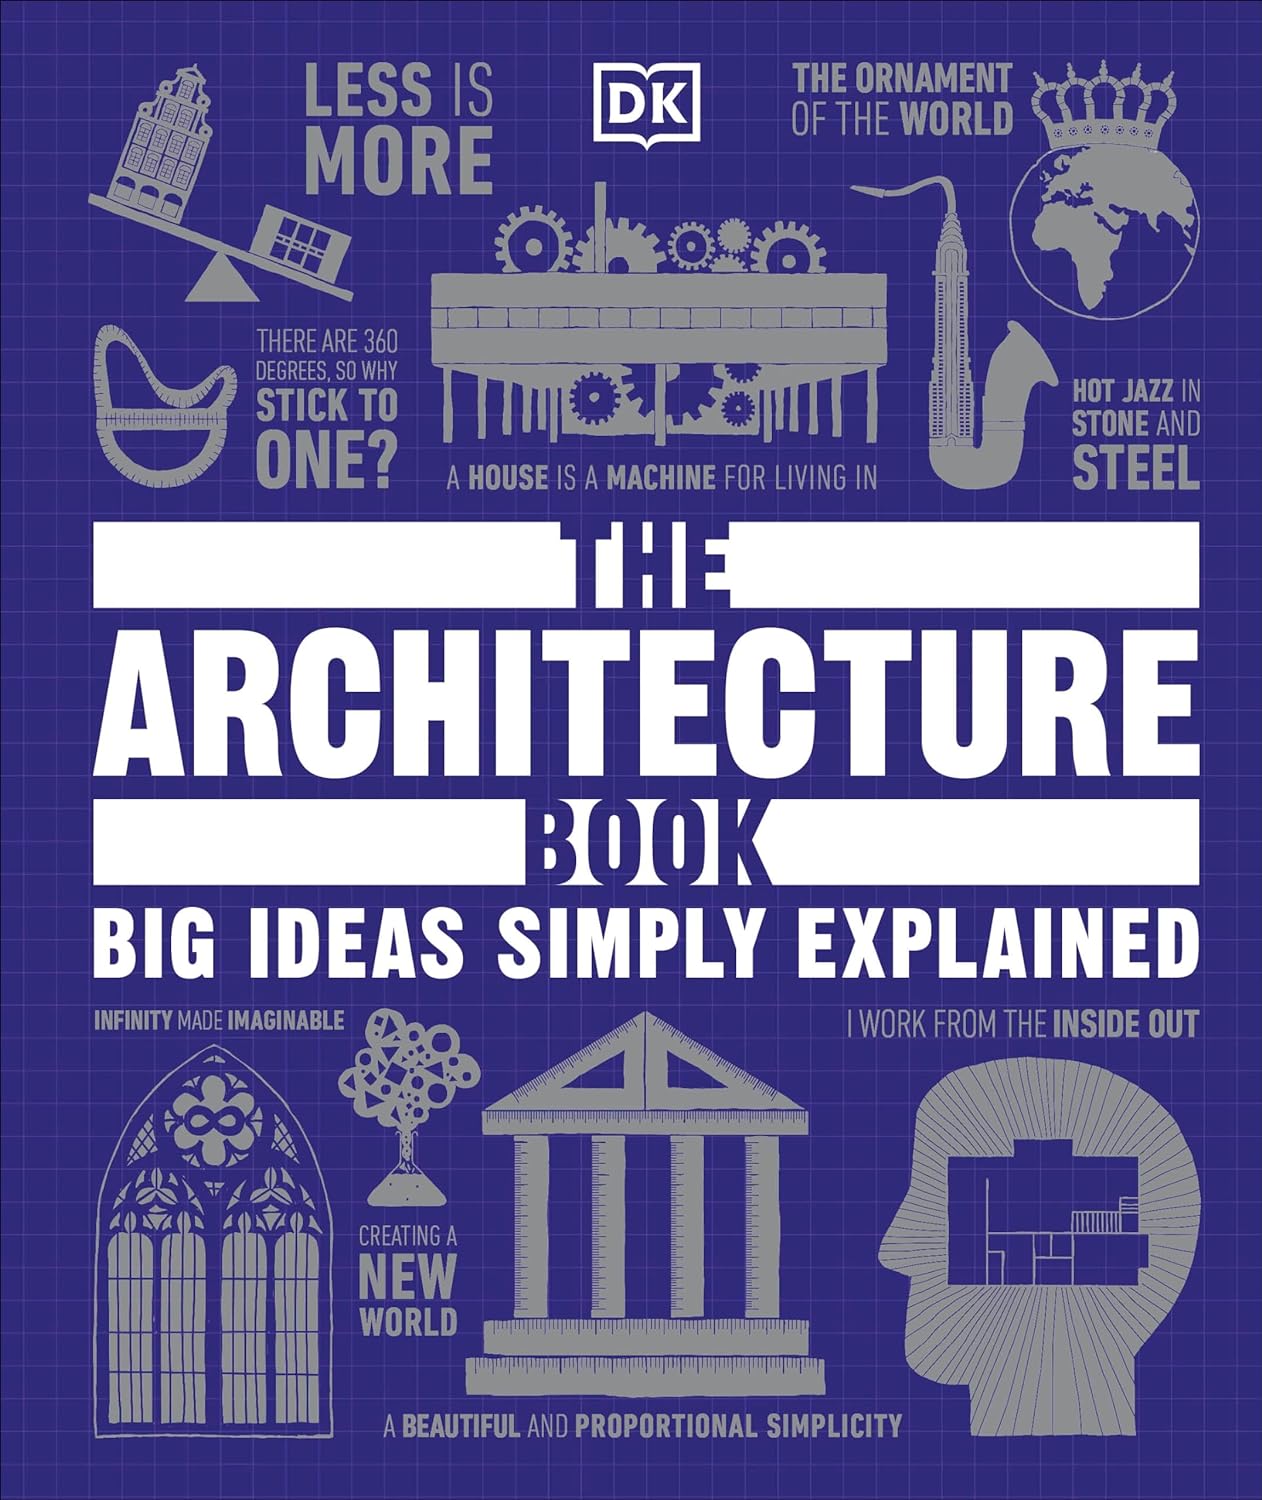 LESS IS
MORE
DK
THE ORNAMENT
OF THE WORLD
THERE ARE 360
DEGREES, SO WHY
STICK TO
ONE?
A HOUSE IS A MACHINE FOR LIVING IN
HOT JAZZ IN
STONE AND
STEEL
THE
ARCHITECTURE
BOOK
BIG IDEAS SIMPLY EXPLAINED
INFINITY MADE IMAGINABLE
I WORK FROM THE INSIDE OUT
CREATING A
NEW
WORLD
A BEAUTIFUL AND PROPORTIONAL SIMPLICITY